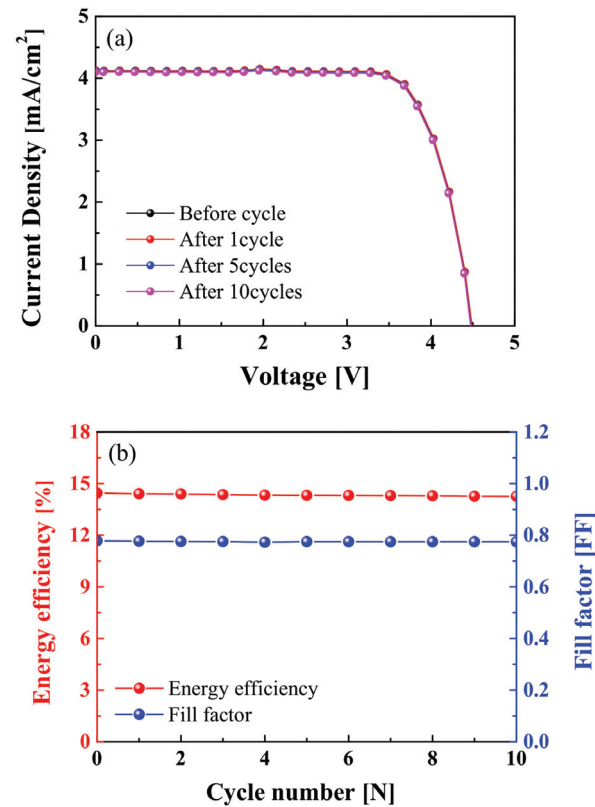 (a)
Current Density [mA/cm²]
5
4
3
2
1
0
Before cycle
After 1cycle
After 5cycles
After 10cycles
0 1 2 3 4 5
Voltage [V]
(b)
Energy efficiency [%]
18
15
12
9
6
3
0
Energy efficiency
Fill factor
1.2
1.0
0.8
0.6
0.4
0.2
0.0
Fill factor [FF]
0 2 4 6 8 10
Cycle number [N]